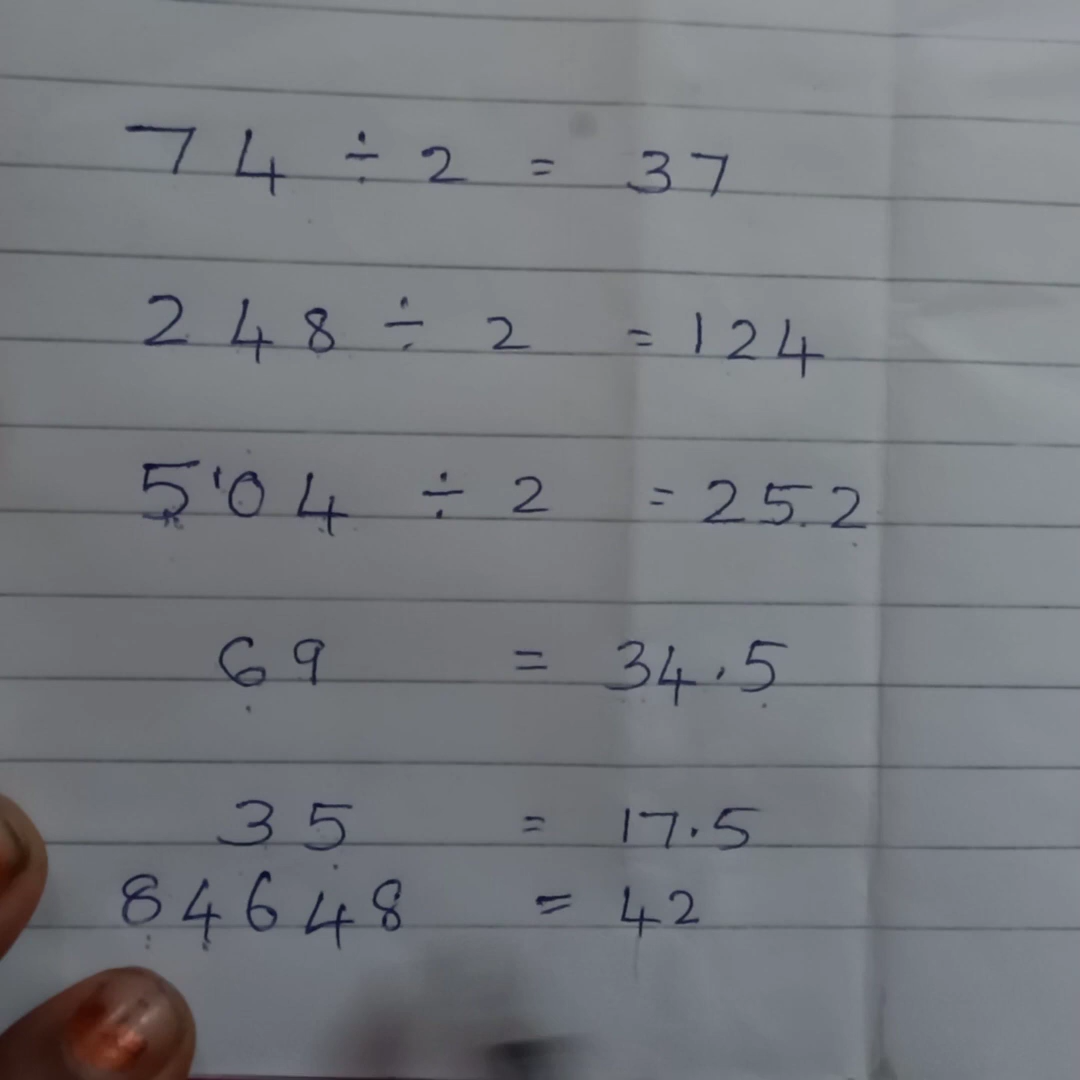 74 ÷ 2 = 37
248 ÷ 2 = 124
5'04 ÷ 2 = 252
69 = 34.5
35 = 17.5
84648 = 42